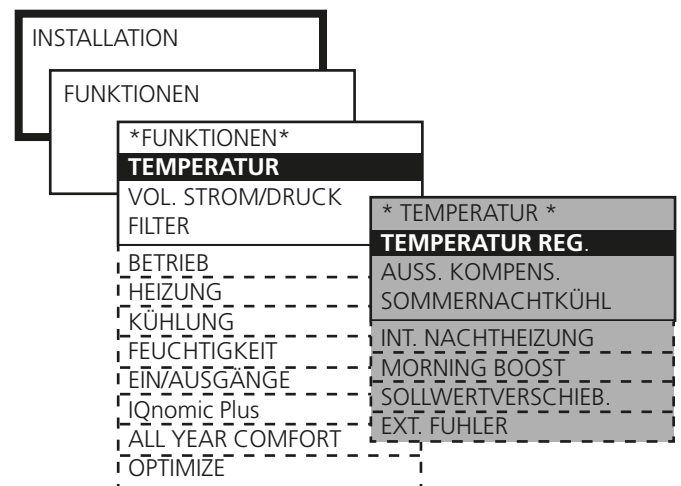 INSTALLATION
FUNKTIONEN
*FUNKTIONEN*
TEMPERATUR
VOL. STROM/DRUCK
FILTER
BETRIEB
HEIZUNG
KÜHLUNG
FEUCHTIGKEIT
EIN/AUSGÄNGE
IQnomic Plus
ALL YEAR COMFORT
OPTIMIZE
* TEMPERATUR *
TEMPERATUR REG.
AUSS. KOMPENS.
SOMMERNACHTKÜHL
INT. NACHTHEIZUNG
MORNING BOOST
SOLLWERTVERSCHIEB.
EXT. FUHLER